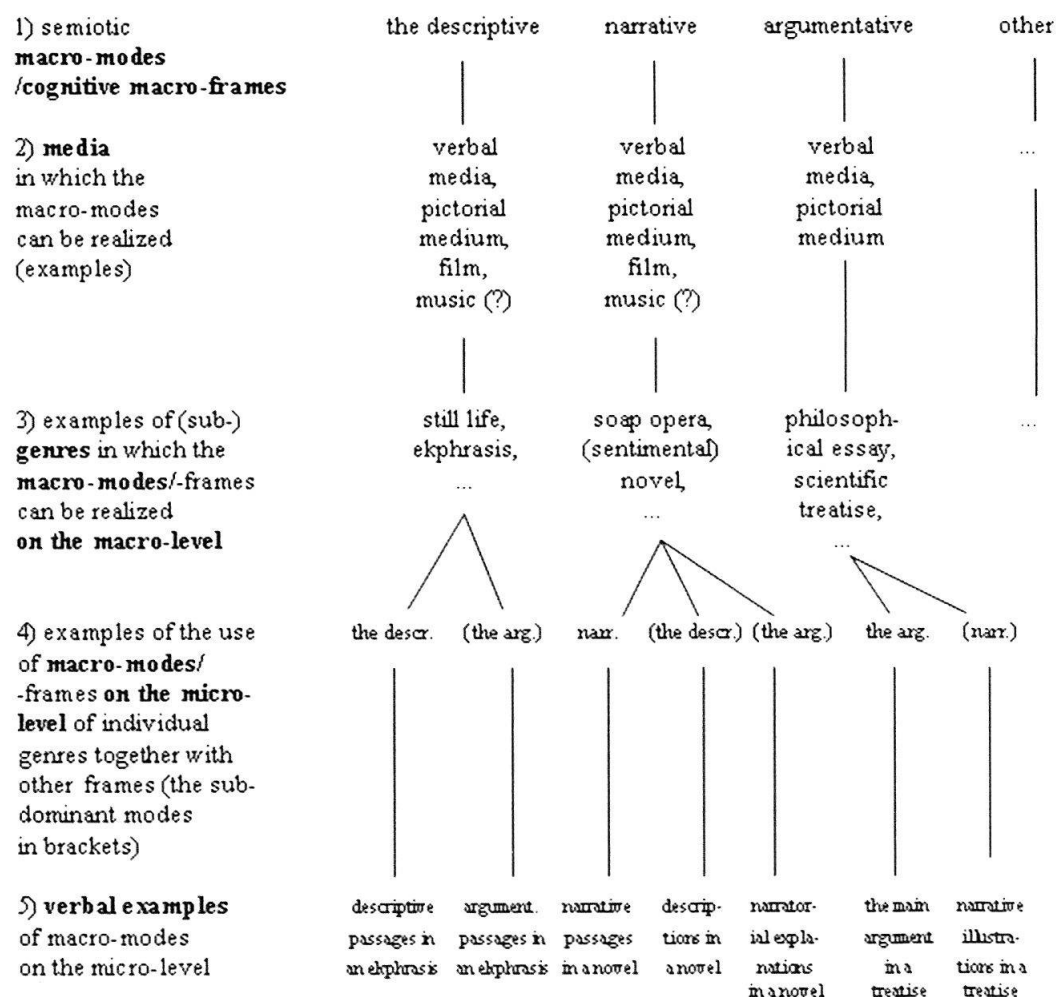 1) semiotic the descriptive narrative argumentative other
macro-modes
/cognitive macro-frames
2) media verbal verbal verbal ...
in which the media, media, media,
macro-modes pictorial pictorial pictorial
can be realized medium, medium, medium
(examples) film, film,
music (?) music (?)
3) examples of (sub-) still life, soap opera, philosoph- ...
genres in which the ekphrasis, (sentimental) ical essay,
macro-modes/-frames ... novel, scientific
can be realized ... treatise,
on the macro-level ...
4) examples of the use the descr. (the arg.) narr. (the descr.) (the arg.) the arg. (narr.)
of macro-modes/
-frames on the micro-
level of individual
genres together with
other frames (the sub-
dominant modes
in brackets)
5) verbal examples descriptive argument. narrative descrip- narrator- the main narrative
of macro-modes passages in passages in passages tions in ial expla- argument illustra-
on the micro-level an ekphrasis an ekphrasis in a novel a novel nations in a tions in a
in a novel treatise treatise